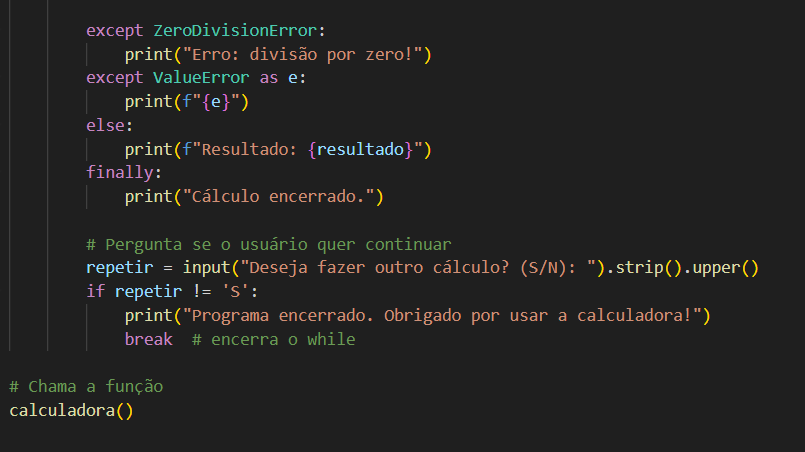 except ZeroDivisionError:
print("Erro: divisão por zero!")
except ValueError as e:
print(f"{e}")
else:
print(f"Resultado: {resultado}")
finally:
print("Cálculo encerrado.")
# Pergunta se o usuário quer continuar
repetir = input("Deseja fazer outro cálculo? (S/N): ").strip().upper()
if repetir != 'S':
print("Programa encerrado. Obrigado por usar a calculadora!")
break  # encerra o while
# Chama a função
calculadora()